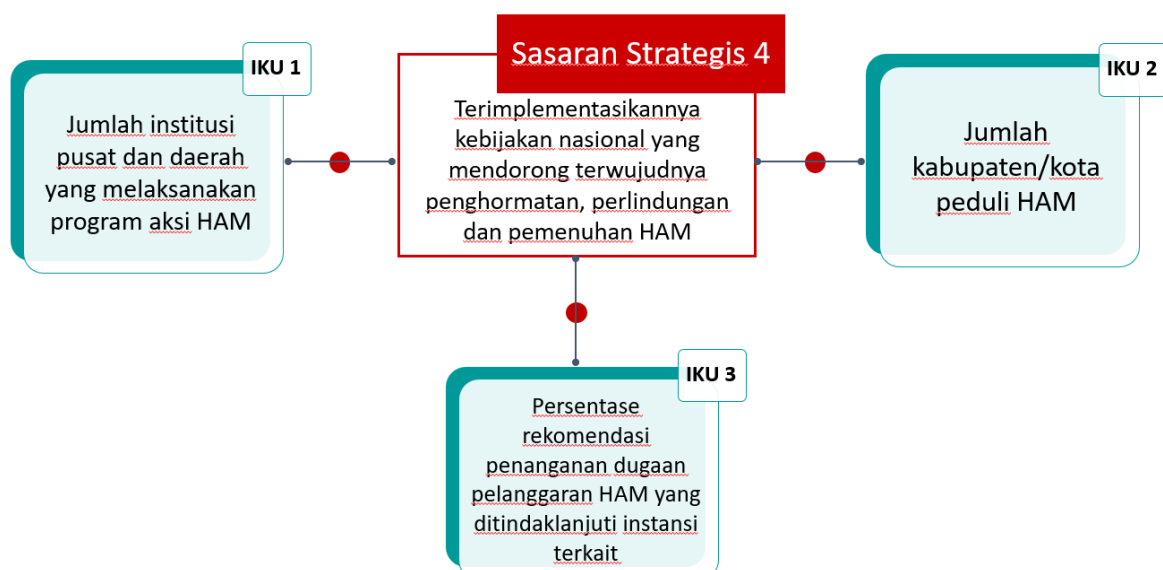 IKU 1
Jumlah institusi
pusat dan daerah
yang melaksanakan
program aksi HAM
Sasaran Strategis 4
Terimplementasikannya
kebijakan nasional yang
mendorong terwujudnya
penghormatan, perlindungan
dan pemenuhan HAM
IKU 2
Jumlah
kabupaten/kota
peduli HAM
IKU 3
Persentase
rekomendasi
penanganan dugaan
pelanggaran HAM yang
ditindaklanjuti instansi
terkait